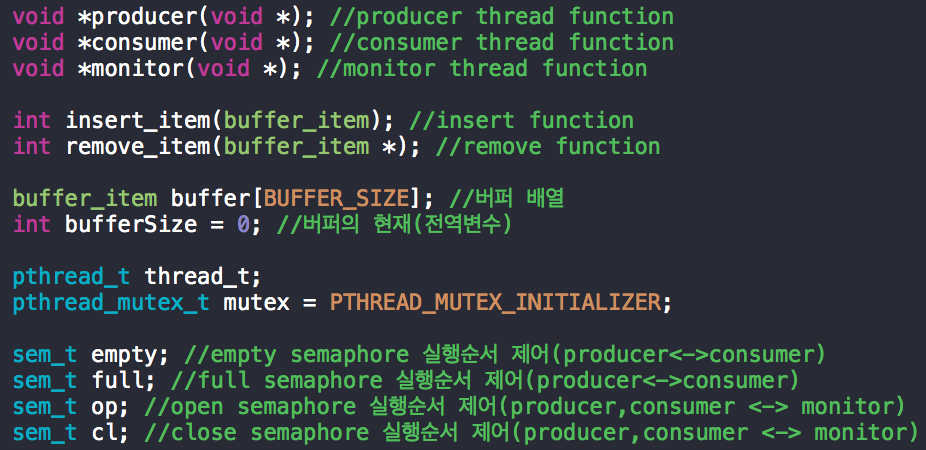 void *producer(void *); //producer thread function
void *consumer(void *); //consumer thread function
void *monitor(void *); //monitor thread function
int insert_item(buffer_item); //insert function
int remove_item(buffer_item *); //remove function
buffer_item buffer[BUFFER_SIZE]; //버퍼 배열
int bufferSize = 0; //버퍼의 현재(전역변수)
pthread_t thread_t;
pthread_mutex_t mutex = PTHREAD_MUTEX_INITIALIZER;
sem_t empty; //empty semaphore 실행순서 제어(producer<->consumer)
sem_t full; //full semaphore 실행순서 제어(producer<->consumer)
sem_t op; //open semaphore 실행순서 제어(producer,consumer <-> monitor)
sem_t cl; //close semaphore 실행순서 제어(producer,consumer <-> monitor)